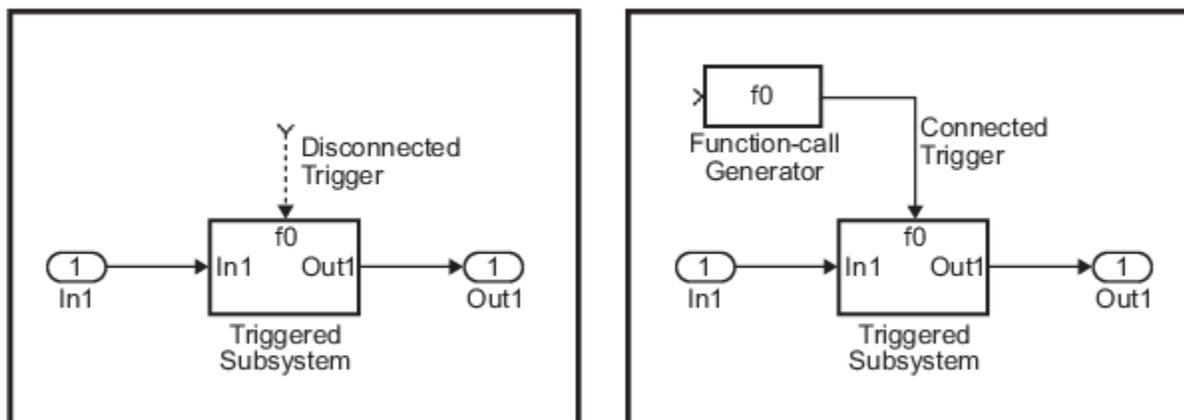 Disconnected
Trigger
f0
1
In1
Out1
1
In1
Out1
Triggered
Subsystem
f0
Function-call
Generator
Connected
Trigger
f0
1
In1
Out1
1
In1
Out1
Triggered
Subsystem